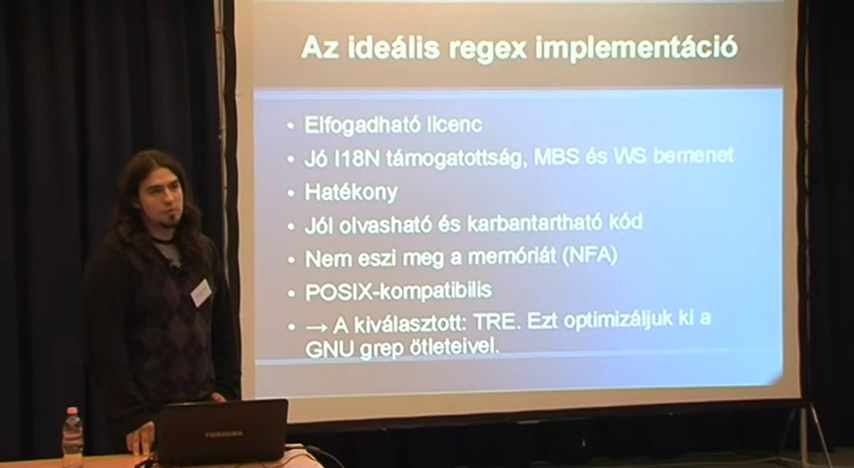 Az ideális regex implementáció
• Elfogadható licenc
• Jó I18N támogatottság, MBS és WS bemenet
• Hatékony
• Jól olvasható és karbantartható kód
• Nem eszi meg a memóriát (NFA)
• POSIX-kompatibilis
• → A kiválasztott: TRE. Ezt optimizáljuk ki a
GNU grep ötleteivel.
TOSHIBA